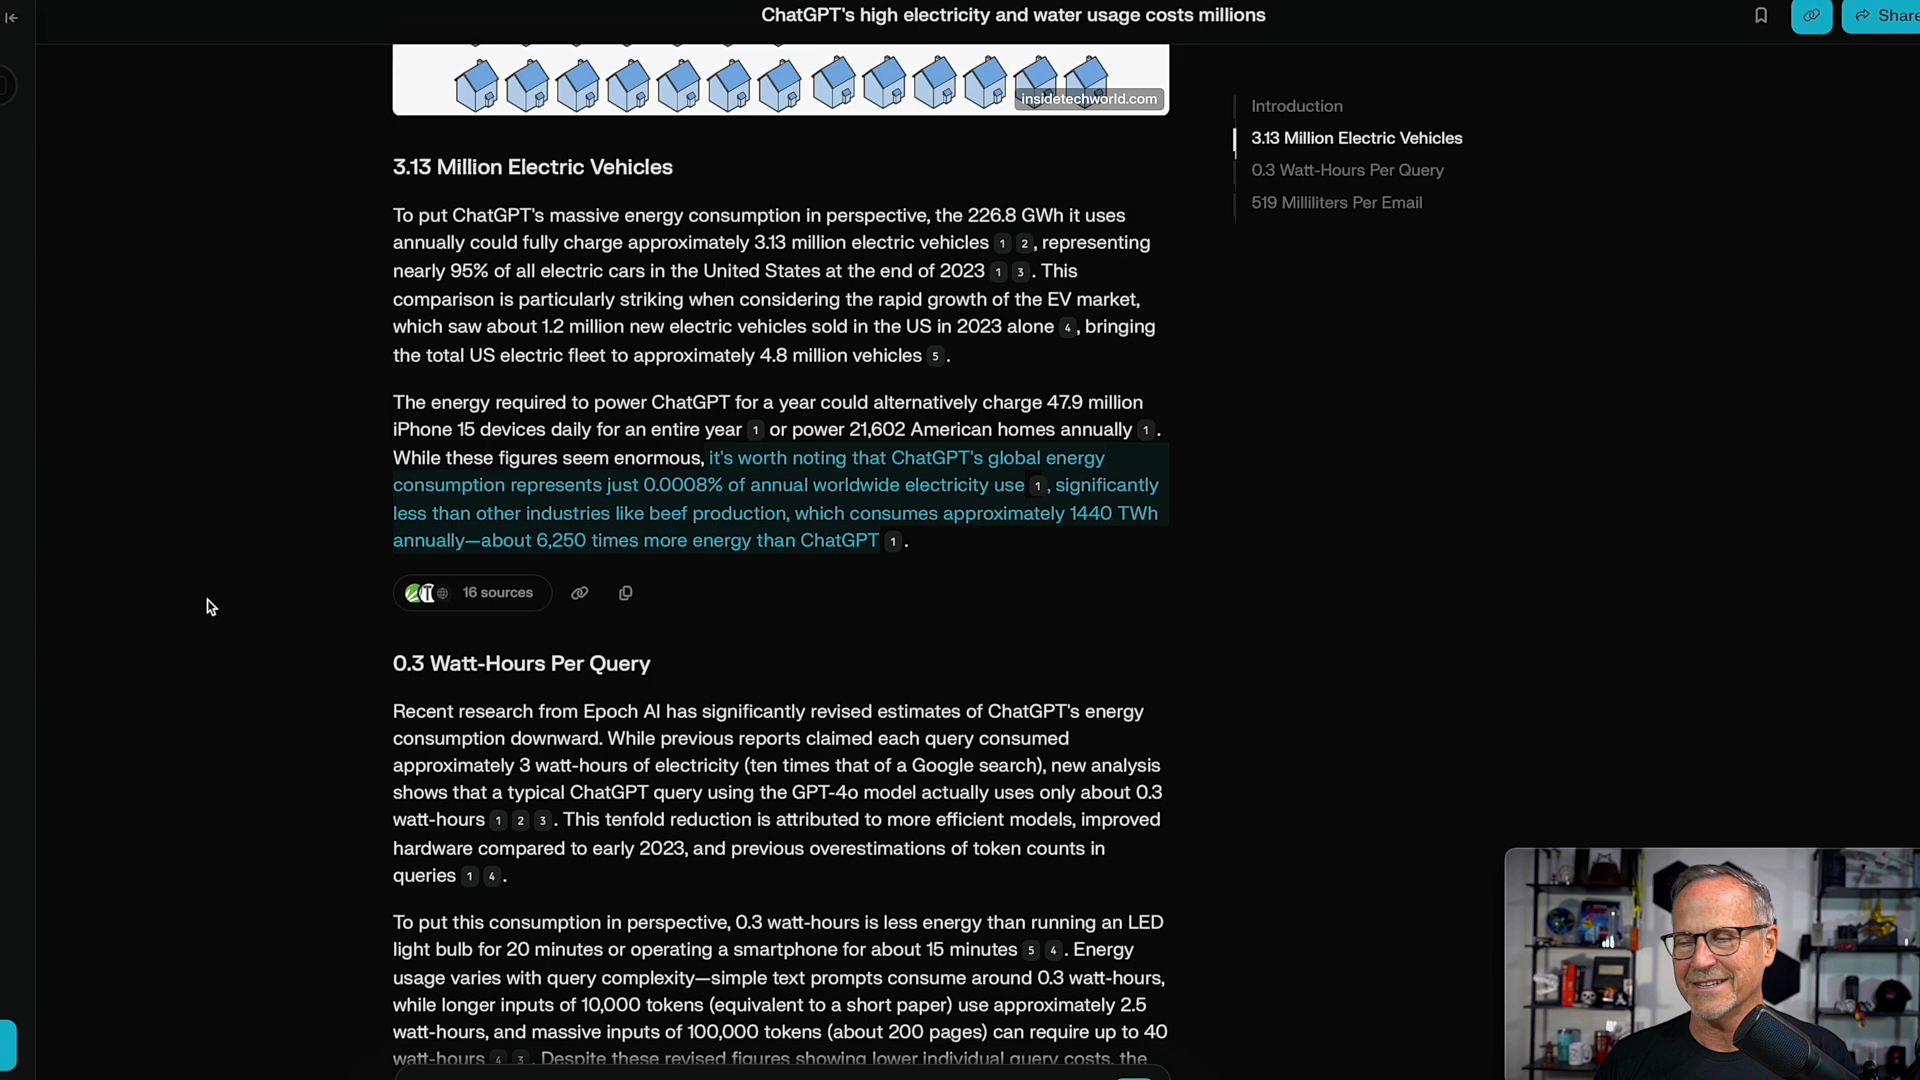 ChatGPT's high electricity and water usage costs millions
Share
insidetechworld.com
Introduction
3.13 Million Electric Vehicles
0.3 Watt-Hours Per Query
519 Milliliters Per Email
3.13 Million Electric Vehicles
To put ChatGPT's massive energy consumption in perspective, the 226.8 GWh it uses
annually could fully charge approximately 3.13 million electric vehicles 1 2, representing
nearly 95% of all electric cars in the United States at the end of 2023 1 3. This
comparison is particularly striking when considering the rapid growth of the EV market,
which saw about 1.2 million new electric vehicles sold in the US in 2023 alone 4, bringing
the total US electric fleet to approximately 4.8 million vehicles 5.
The energy required to power ChatGPT for a year could alternatively charge 47.9 million
iPhone 15 devices daily for an entire year 1 or power 21,602 American homes annually 1.
While these figures seem enormous, it's worth noting that ChatGPT's global energy
consumption represents just 0.0008% of annual worldwide electricity use 1, significantly
less than other industries like beef production, which consumes approximately 1440 TWh
annually—about 6,250 times more energy than ChatGPT 1.
16 sources
0.3 Watt-Hours Per Query
Recent research from Epoch AI has significantly revised estimates of ChatGPT's energy
consumption downward. While previous reports claimed each query consumed
approximately 3 watt-hours of electricity (ten times that of a Google search), new analysis
shows that a typical ChatGPT query using the GPT-4o model actually uses only about 0.3
watt-hours 1 2 3. This tenfold reduction is attributed to more efficient models, improved
hardware compared to early 2023, and previous overestimations of token counts in
queries 1 4.
To put this consumption in perspective, 0.3 watt-hours is less energy than running an LED
light bulb for 20 minutes or operating a smartphone for about 15 minutes 5 4. Energy
usage varies with query complexity—simple text prompts consume around 0.3 watt-hours,
while longer inputs of 10,000 tokens (equivalent to a short paper) use approximately 2.5
watt-hours, and massive inputs of 100,000 tokens (about 200 pages) can require up to 40
watt-hours 4 3. Despite these revised figures showing lower individual query costs, the